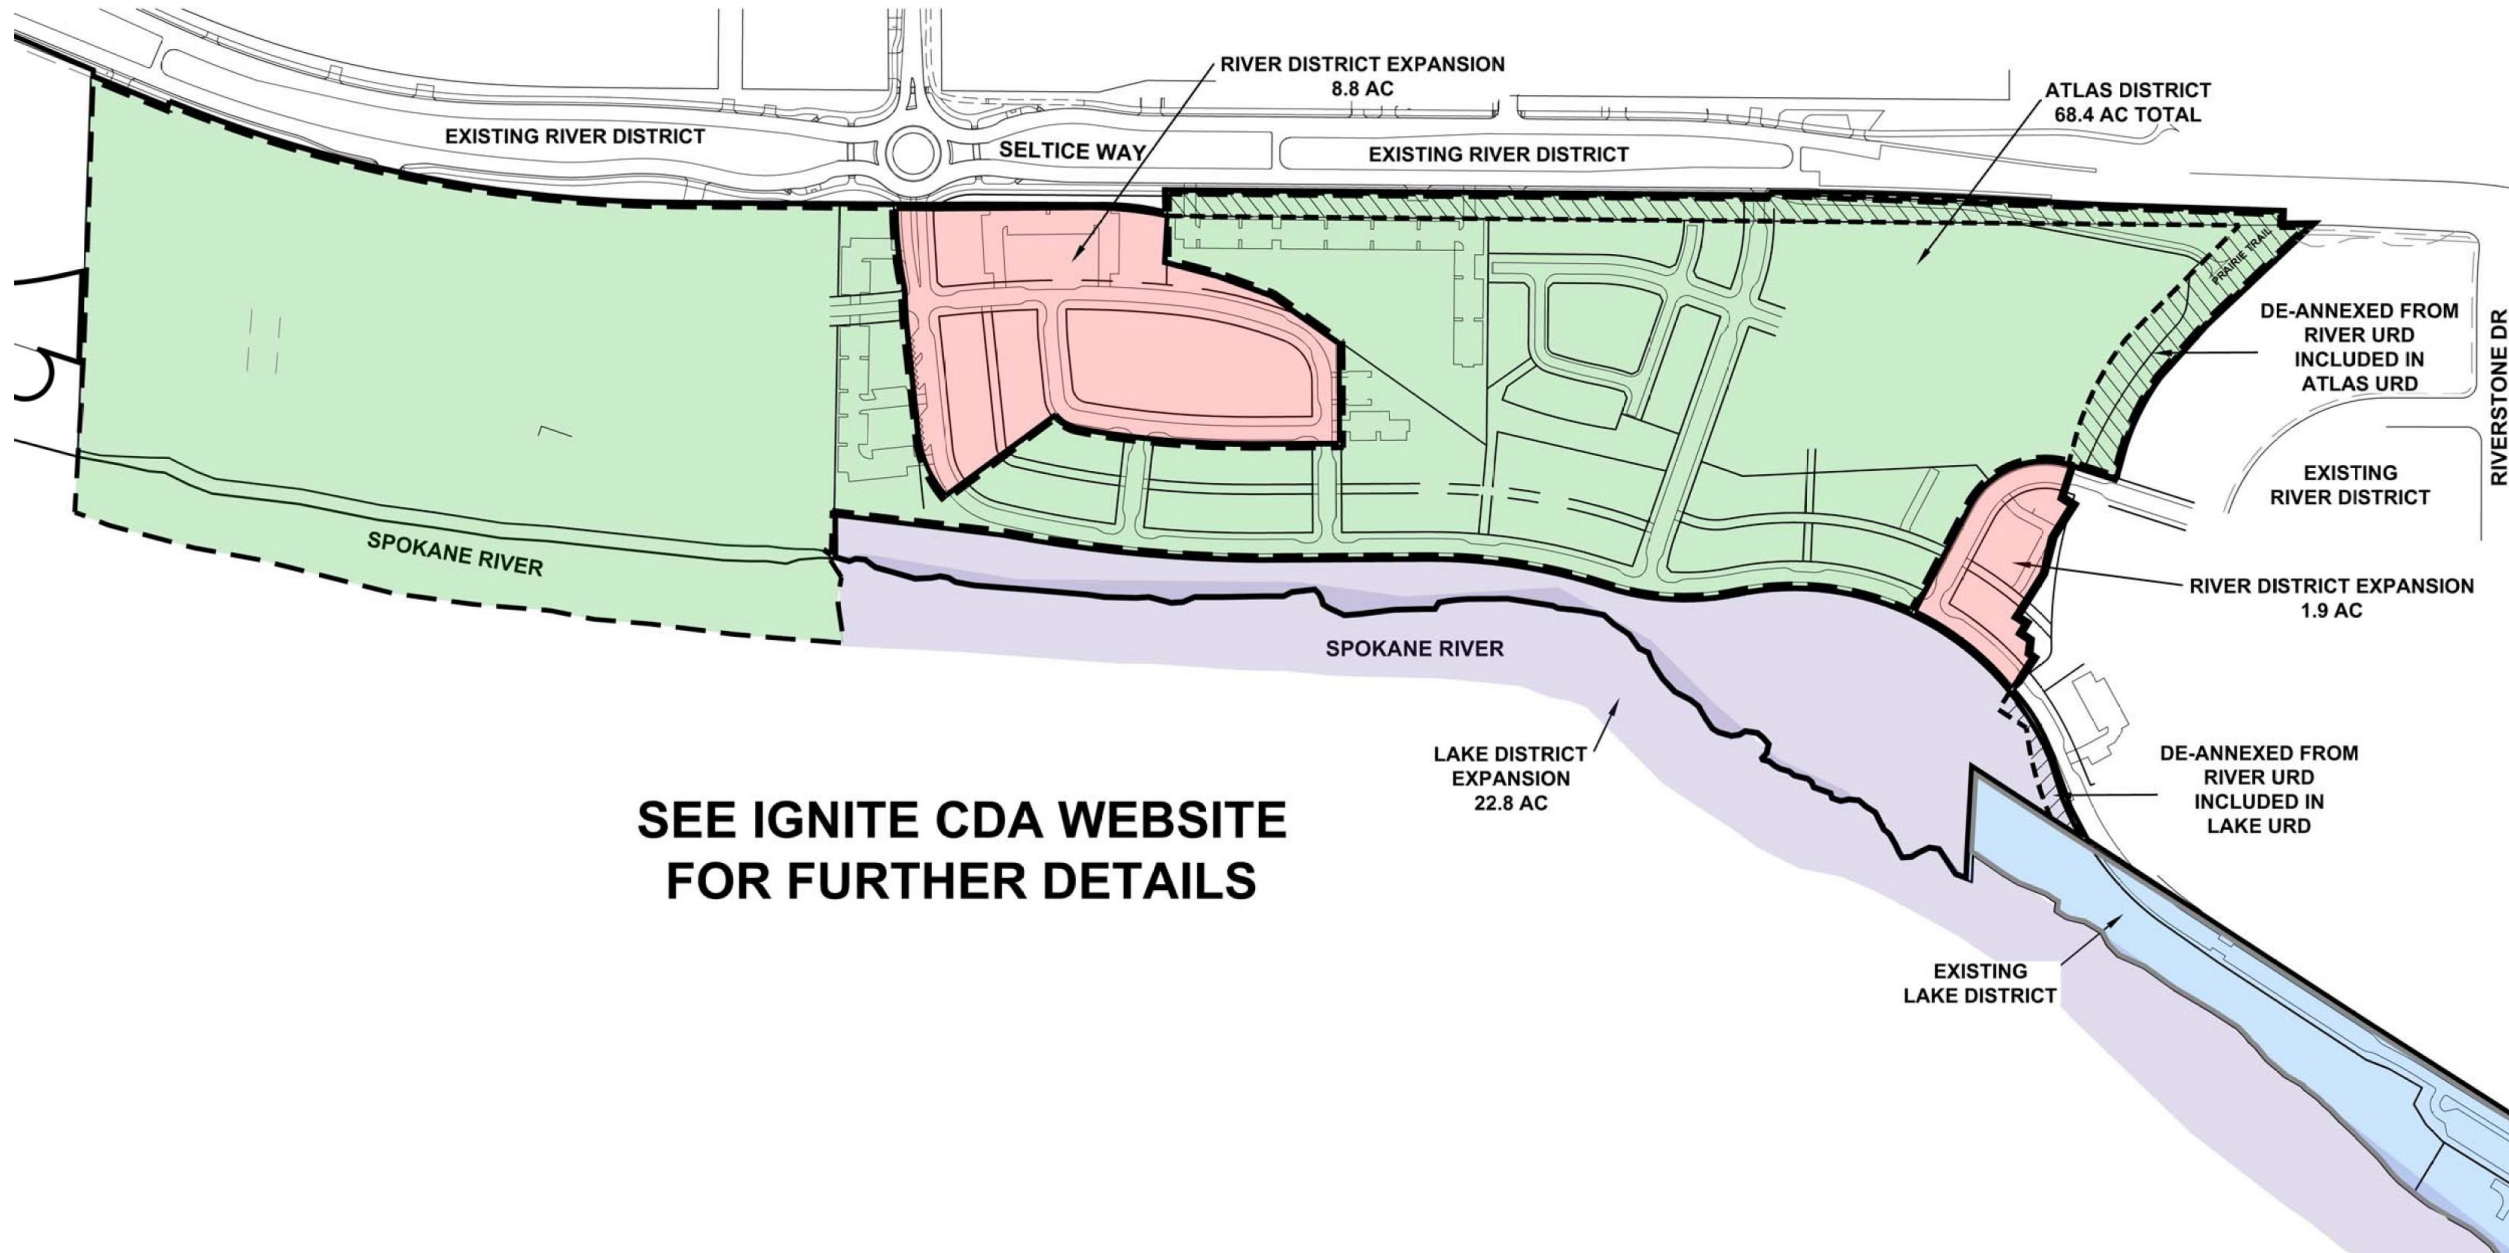 RIVER DISTRICT EXPANSION
8.8 AC
ATLAS DISTRICT
68.4 AC TOTAL
EXISTING RIVER DISTRICT
SELTICE WAY
EXISTING RIVER DISTRICT
PRAIRIE TRAIL
DE-ANNEXED FROM
RIVER URD
INCLUDED IN
ATLAS URD
RIVERSTONE DR
EXISTING
RIVER DISTRICT
SPOKANE RIVER
RIVER DISTRICT EXPANSION
1.9 AC
SPOKANE RIVER
LAKE DISTRICT
EXPANSION
22.8 AC
DE-ANNEXED FROM
RIVER URD
INCLUDED IN
LAKE URD
SEE IGNITE CDA WEBSITE
FOR FURTHER DETAILS
EXISTING
LAKE DISTRICT